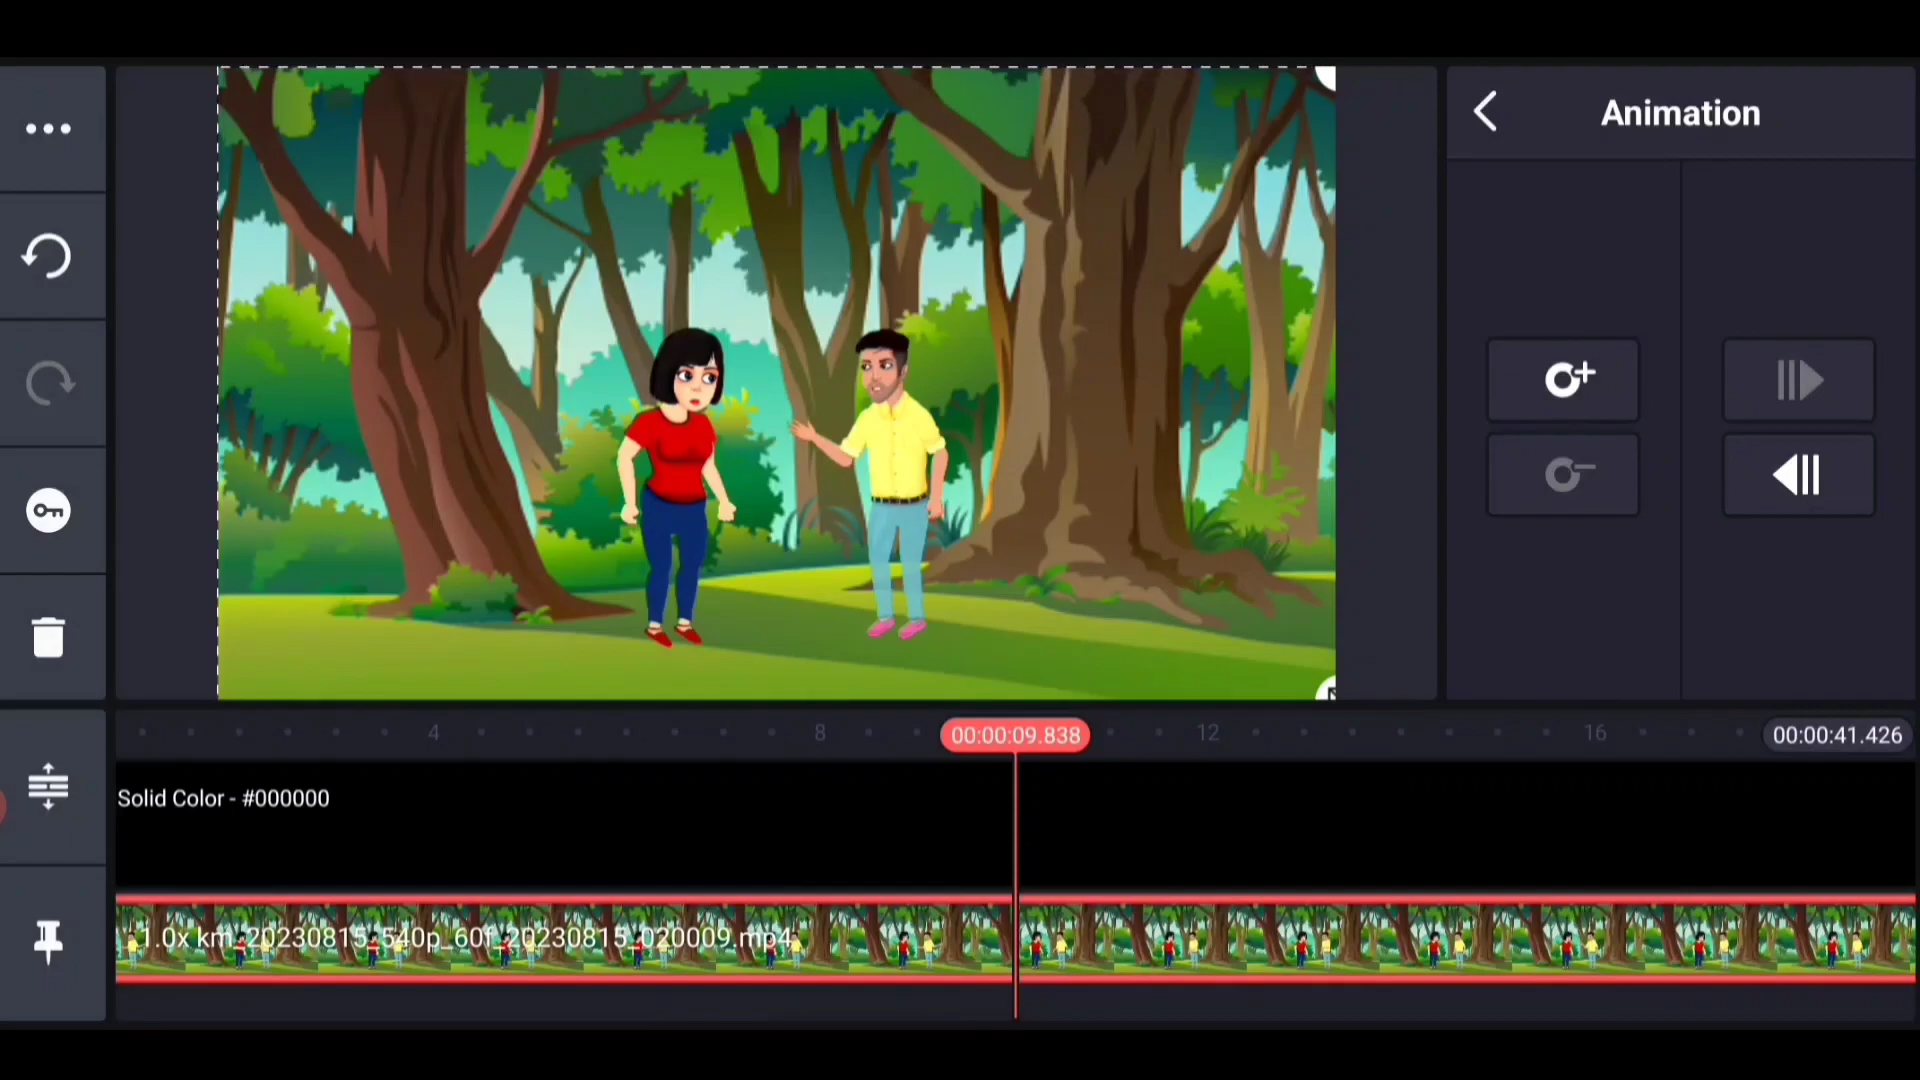 Animation
4
8
00:00:09.838
12
16
00:00:41.426
Solid Color - #000000
1.0x km_20230815_540p_60f_20230815_020009.mp4